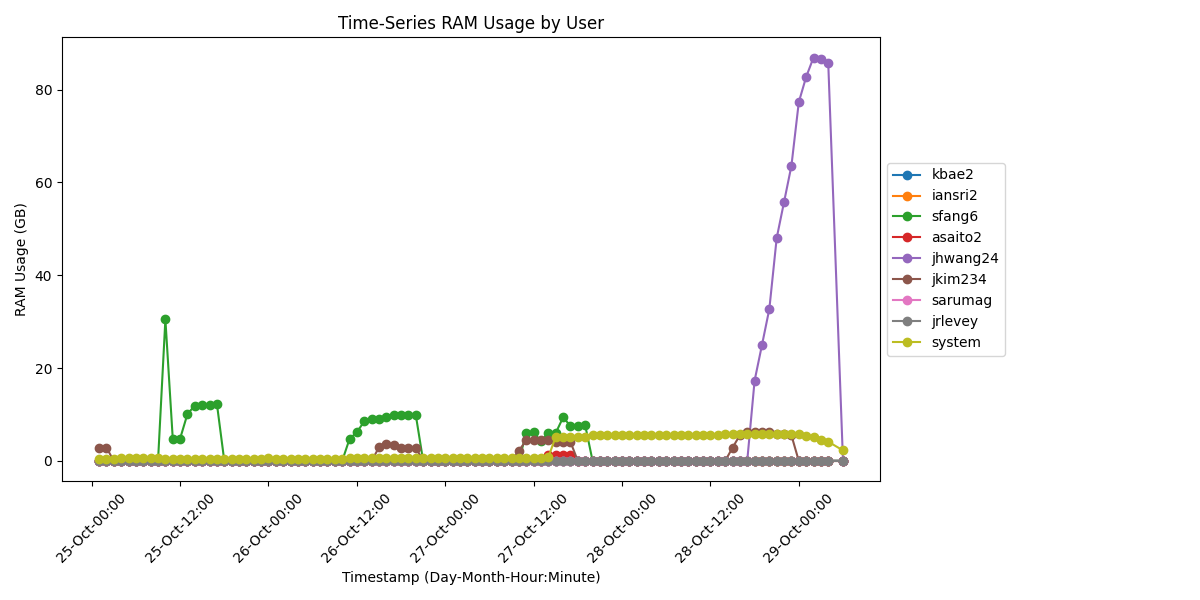 Time-Series RAM Usage by User
RAM Usage (GB)
80
60
40
20
0
25-Oct-00:00
25-Oct-12:00
26-Oct-00:00
26-Oct-12:00
27-Oct-00:00
27-Oct-12:00
28-Oct-00:00
28-Oct-12:00
29-Oct-00:00
Timestamp (Day-Month-Hour:Minute)
kbae2
iansri2
sfang6
asaito2
jhwang24
jkim234
sarumag
jrlevey
system